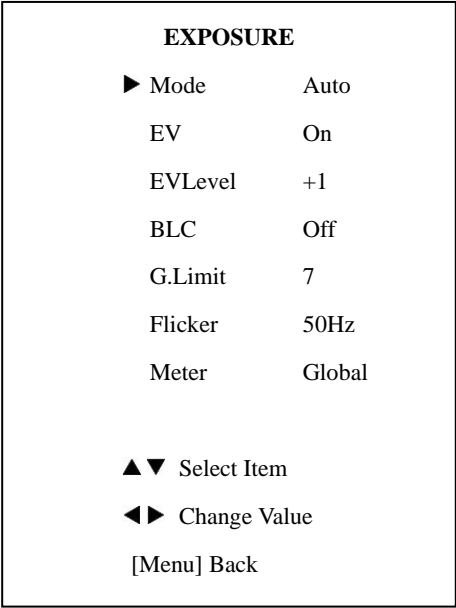 EXPOSURE
▶ Mode Auto
EV On
EVLevel +1
BLC Off
G.Limit 7
Flicker 50Hz
Meter Global
▲▼ Select Item
◀▶ Change Value
[Menu] Back